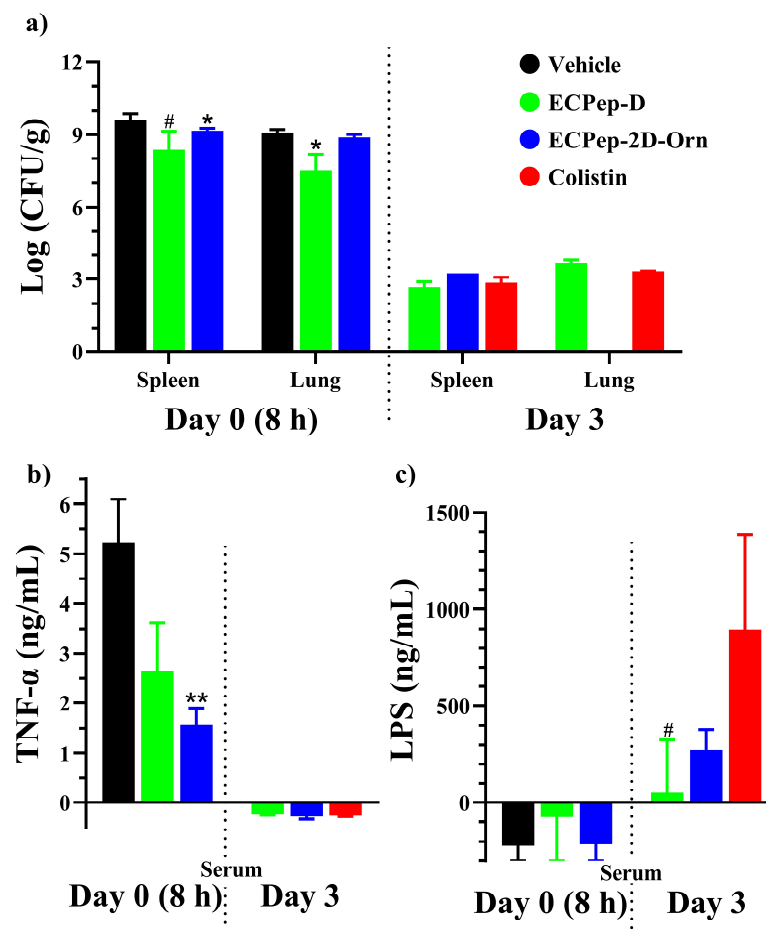 a)
Log (CFU/g)
12
9
6
3
0
# *
*
Vehicle
ECPep-D
ECPep-2D-Orn
Colistin
Spleen Lung Spleen Lung
Day 0 (8 h) Day 3
b)
TNF-α (ng/mL)
6
5
4
3
2
1
0
**
Serum
Day 0 (8 h) Day 3
c)
LPS (ng/mL)
1500
1000
500
0
#
Serum
Day 0 (8 h) Day 3